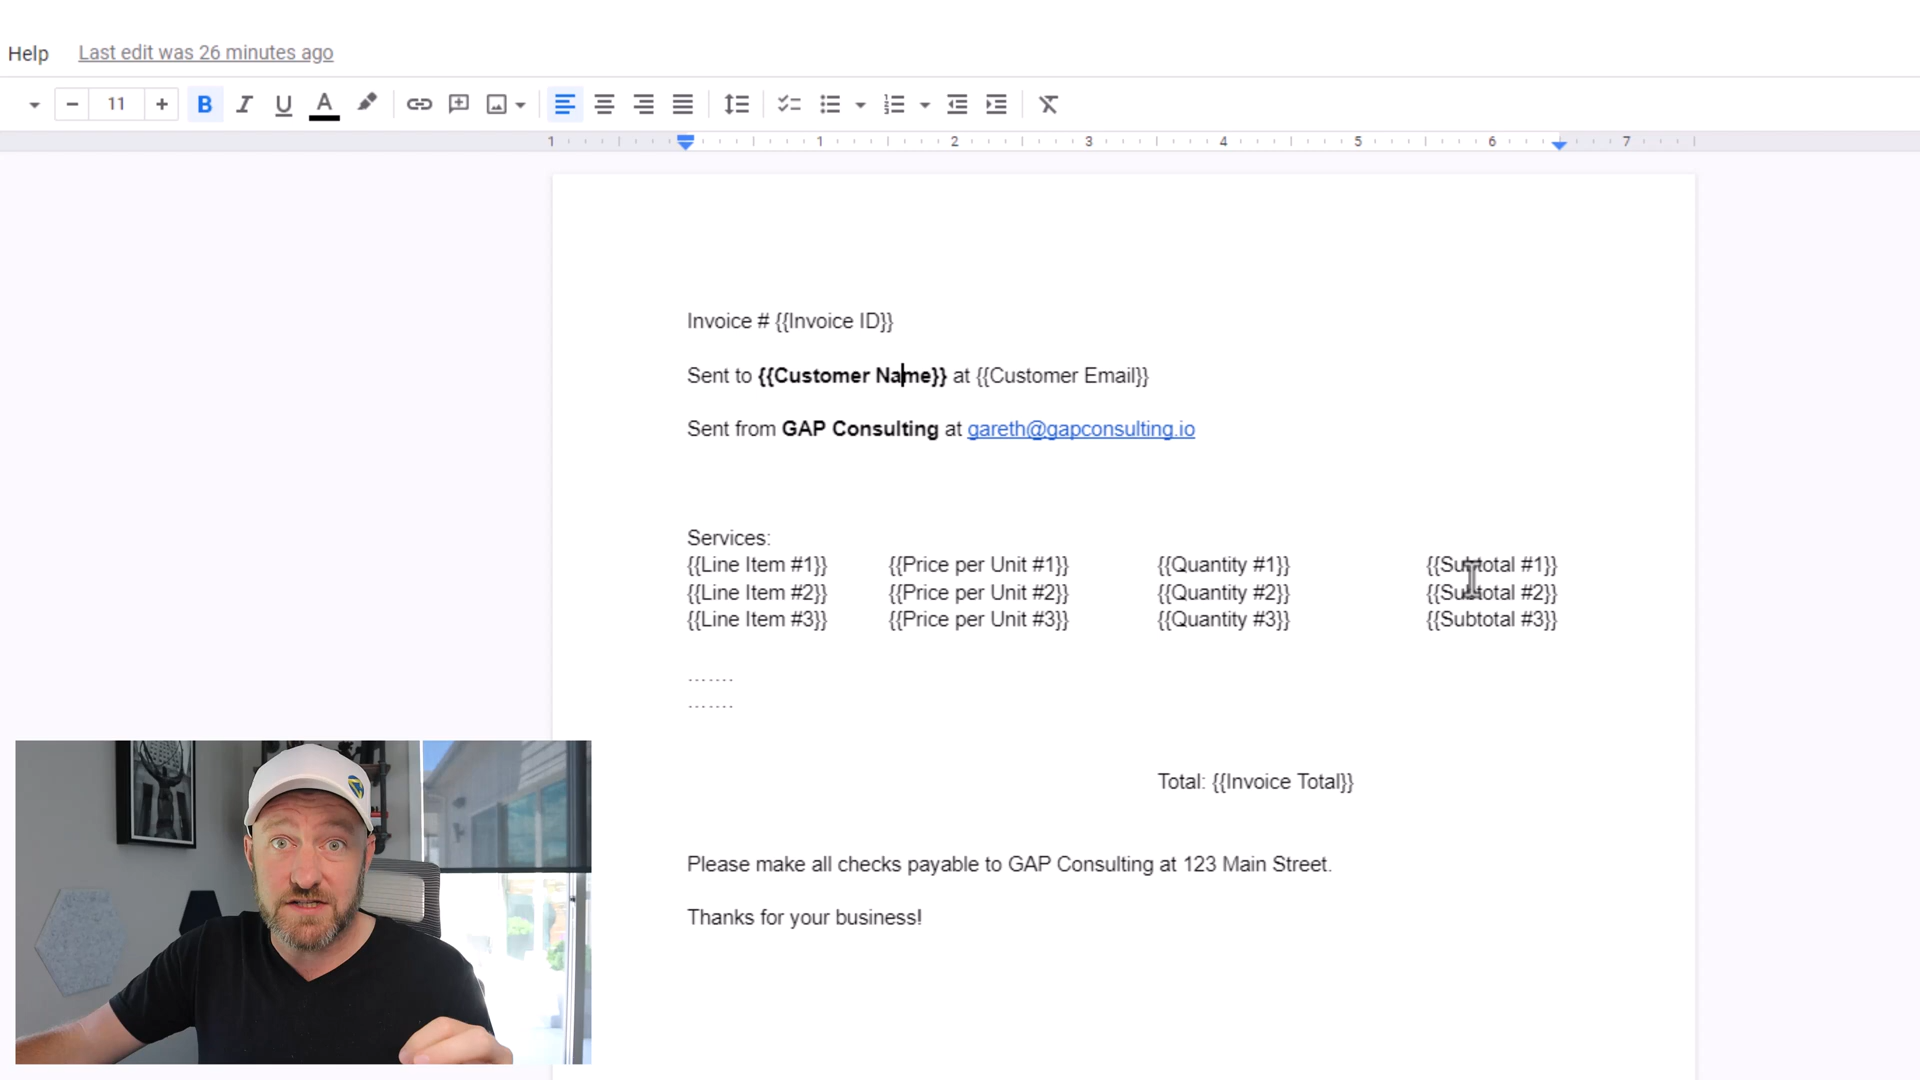 Help Last edit was 26 minutes ago
11 B I U A
1 1 2 3 4 5 6 7
Invoice # {{Invoice ID}}
Sent to {{Customer Name}} at {{Customer Email}}
Sent from GAP Consulting at gareth@gapconsulting.io
Services:
{{Line Item #1}} {{Price per Unit #1}} {{Quantity #1}} {{Subtotal #1}}
{{Line Item #2}} {{Price per Unit #2}} {{Quantity #2}} {{Subtotal #2}}
{{Line Item #3}} {{Price per Unit #3}} {{Quantity #3}} {{Subtotal #3}}
…….
…….
Total: {{Invoice Total}}
Please make all checks payable to GAP Consulting at 123 Main Street.
Thanks for your business!